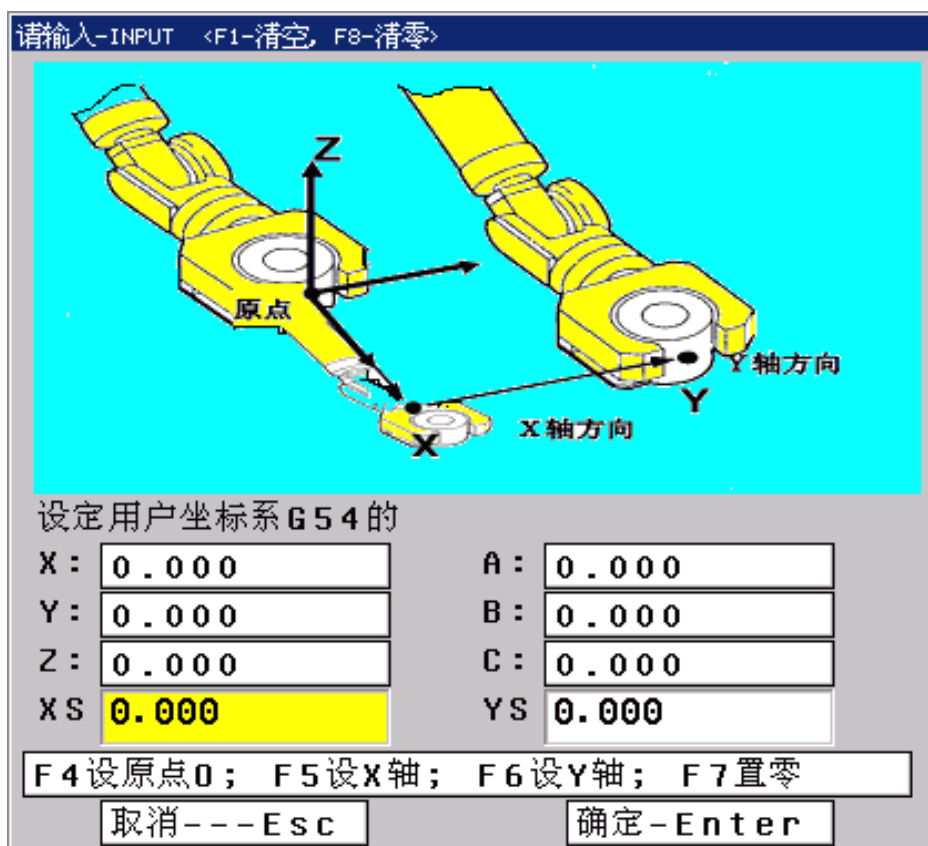 请输入-INPUT <F1-清空, F8-清零>
Z
原点
Y轴方向
Y
X轴方向
X
设定用户坐标系G54的
X: 0.000 A: 0.000
Y: 0.000 B: 0.000
Z: 0.000 C: 0.000
XS 0.000 YS 0.000
F4设原点O; F5设X轴; F6设Y轴; F7置零
取消---Esc 确定-Enter